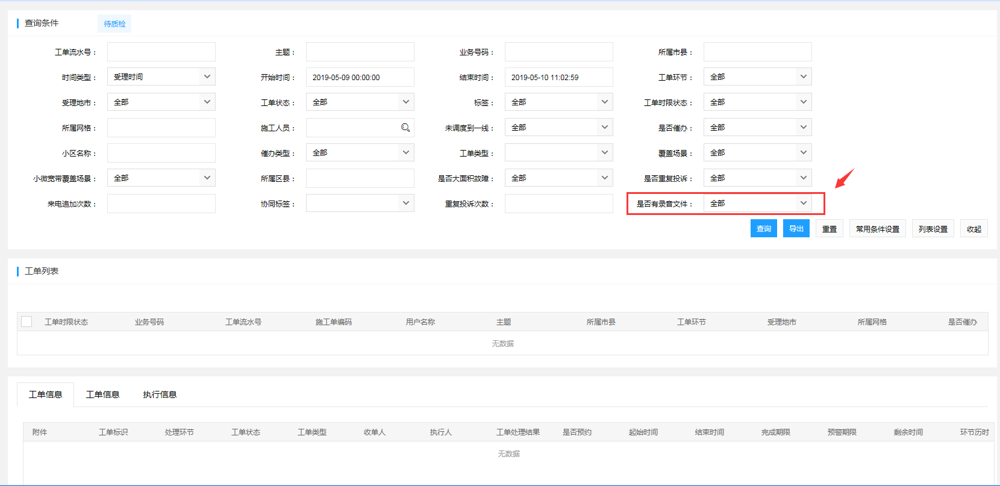 查询条件 待质检
工单流水号： 主题： 业务号码： 所属市县：
时间类型： 受理时间 开始时间： 2019-05-09 00:00:00 结束时间： 2019-05-10 11:02:59 工单环节： 全部
受理地市： 全部 工单状态： 全部 标签： 全部 工单时限状态： 全部
所属网格： 施工人员： 未调度到一线： 全部 是否催办： 全部
小区名称： 催办类型： 全部 工单类型： 覆盖场景： 全部
小微宽带覆盖场景： 全部 所属区县： 是否大面积故障： 全部 是否重复投诉： 全部
来电追加次数： 协同标签： 重复投诉次数： 是否有录音文件： 全部
查询 导出 重置 常用条件设置 列表设置 收起
工单列表
工单时限状态 业务号码 工单流水号 施工单编码 用户名称 主题 所属市县 工单环节 受理地市 所属网格 是否催办
无数据
工单信息 工单信息 执行信息
附件 工单标识 处理环节 工单状态 工单类型 收单人 执行人 工单处理结果 是否预约 起始时间 结束时间 完成期限 预警期限 剩余时间 环节历时
无数据